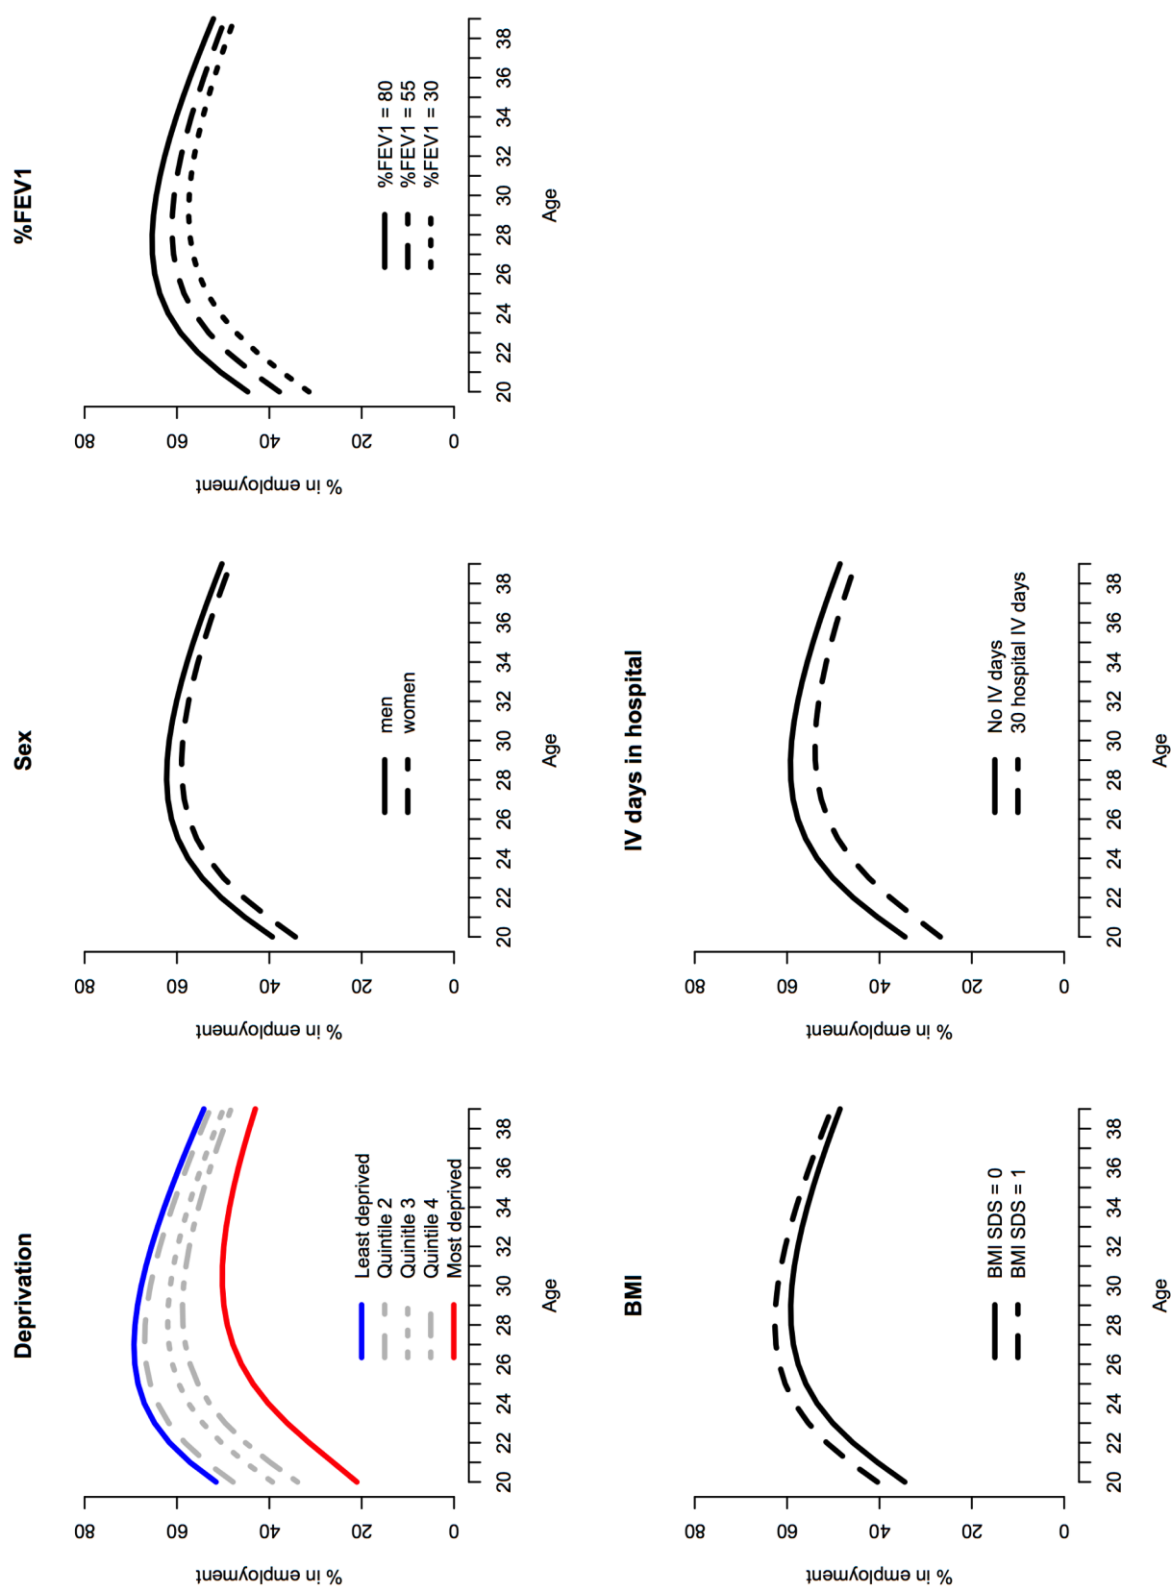 Deprivation
% in employment
80
60
40
20
0
20 22 24 26 28 30 32 34 36 38
Age
Least deprived
Quintile 2
Quinitle 3
Quintile 4
Most deprived
Sex
% in employment
80
60
40
20
0
20 22 24 26 28 30 32 34 36 38
Age
men
women
%FEV1
% in employment
80
60
40
20
0
20 22 24 26 28 30 32 34 36 38
Age
%FEV1 = 80
%FEV1 = 55
%FEV1 = 30
BMI
% in employment
80
60
40
20
0
20 22 24 26 28 30 32 34 36 38
Age
BMI SDS = 0
BMI SDS = 1
IV days in hospital
% in employment
80
60
40
20
0
20 22 24 26 28 30 32 34 36 38
Age
No IV days
30 hospital IV days